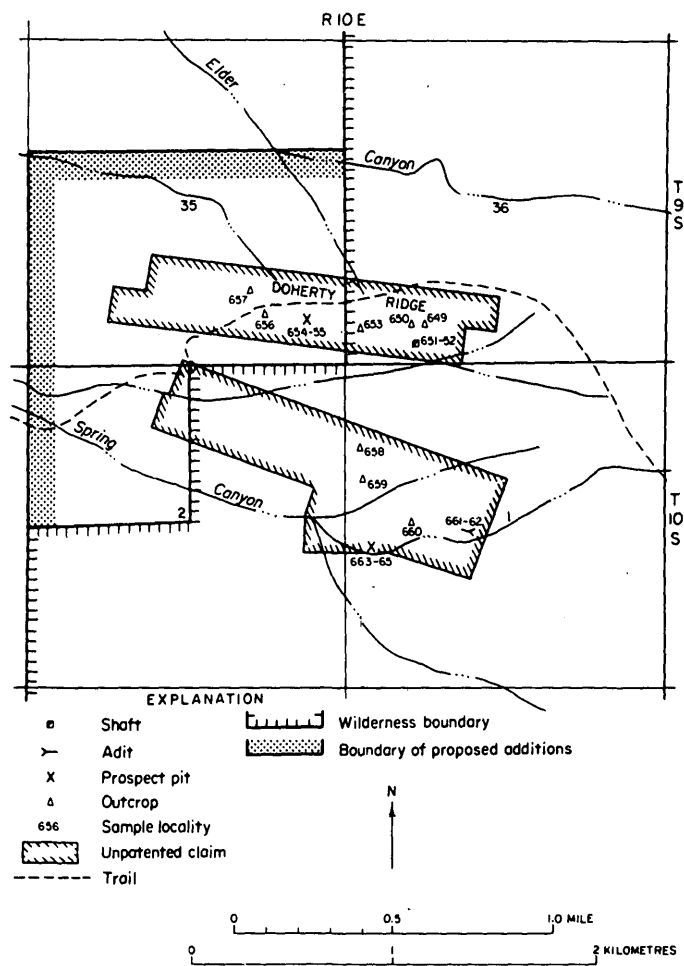 R 10 E
Elder
Canyon
35
36
T
9
S
DOHERTY
RIDGE
657
656
654-55
653
650
649
651-52
Spring
Canyon
2
658
659
660
661-62
1
663-65
T
10
S
EXPLANATION
Shaft
Adit
Prospect pit
Outcrop
656 Sample locality
Unpatented claim
Trail
Wilderness boundary
Boundary of proposed additions
N
0 0.5 1.0 MILE
0 1 2 KILOMETRES